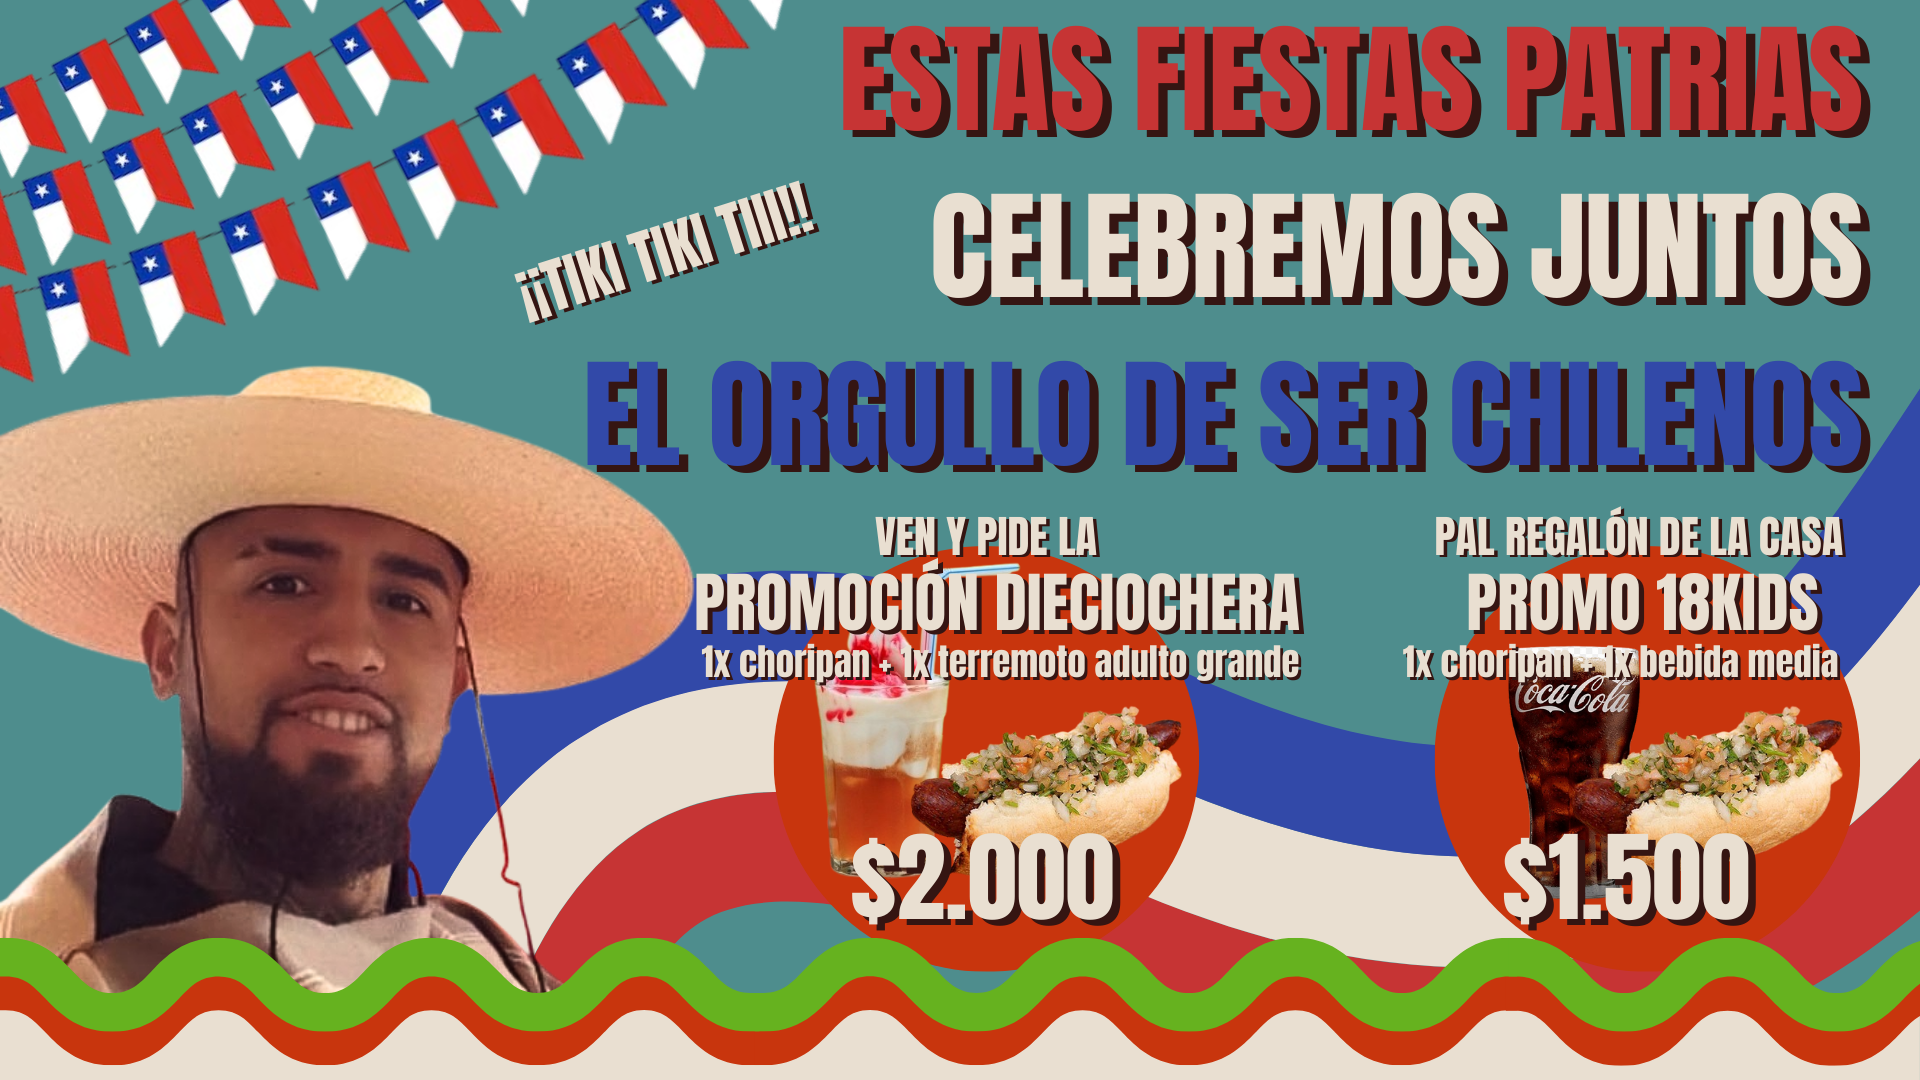 ESTAS FIESTAS PATRIAS
¡¡TIKI TIKI TIII!!
CELEBREMOS JUNTOS
EL ORGULLO DE SER CHILENOS
VEN Y PIDE LA
PROMOCIÓN DIECIOCHERA
1x choripan + 1x terremoto adulto grande
$2.000
PAL REGALÓN DE LA CASA
PROMO 18KIDS
1x choripan + 1x bebida media
Coca-Cola
$1.500